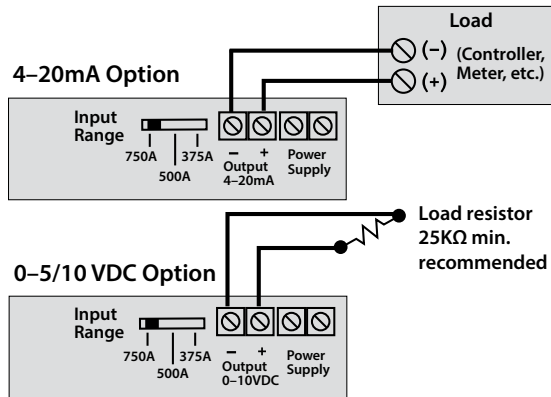 Load
(−) (Controller,
(+) Meter, etc.)
4–20mA Option
Input
Range
750A 375A
500A
− +
Output
4–20mA
Power
Supply
Load resistor
25KΩ min.
recommended
0–5/10 VDC Option
Input
Range
750A 375A
500A
− +
Output
0–10VDC
Power
Supply